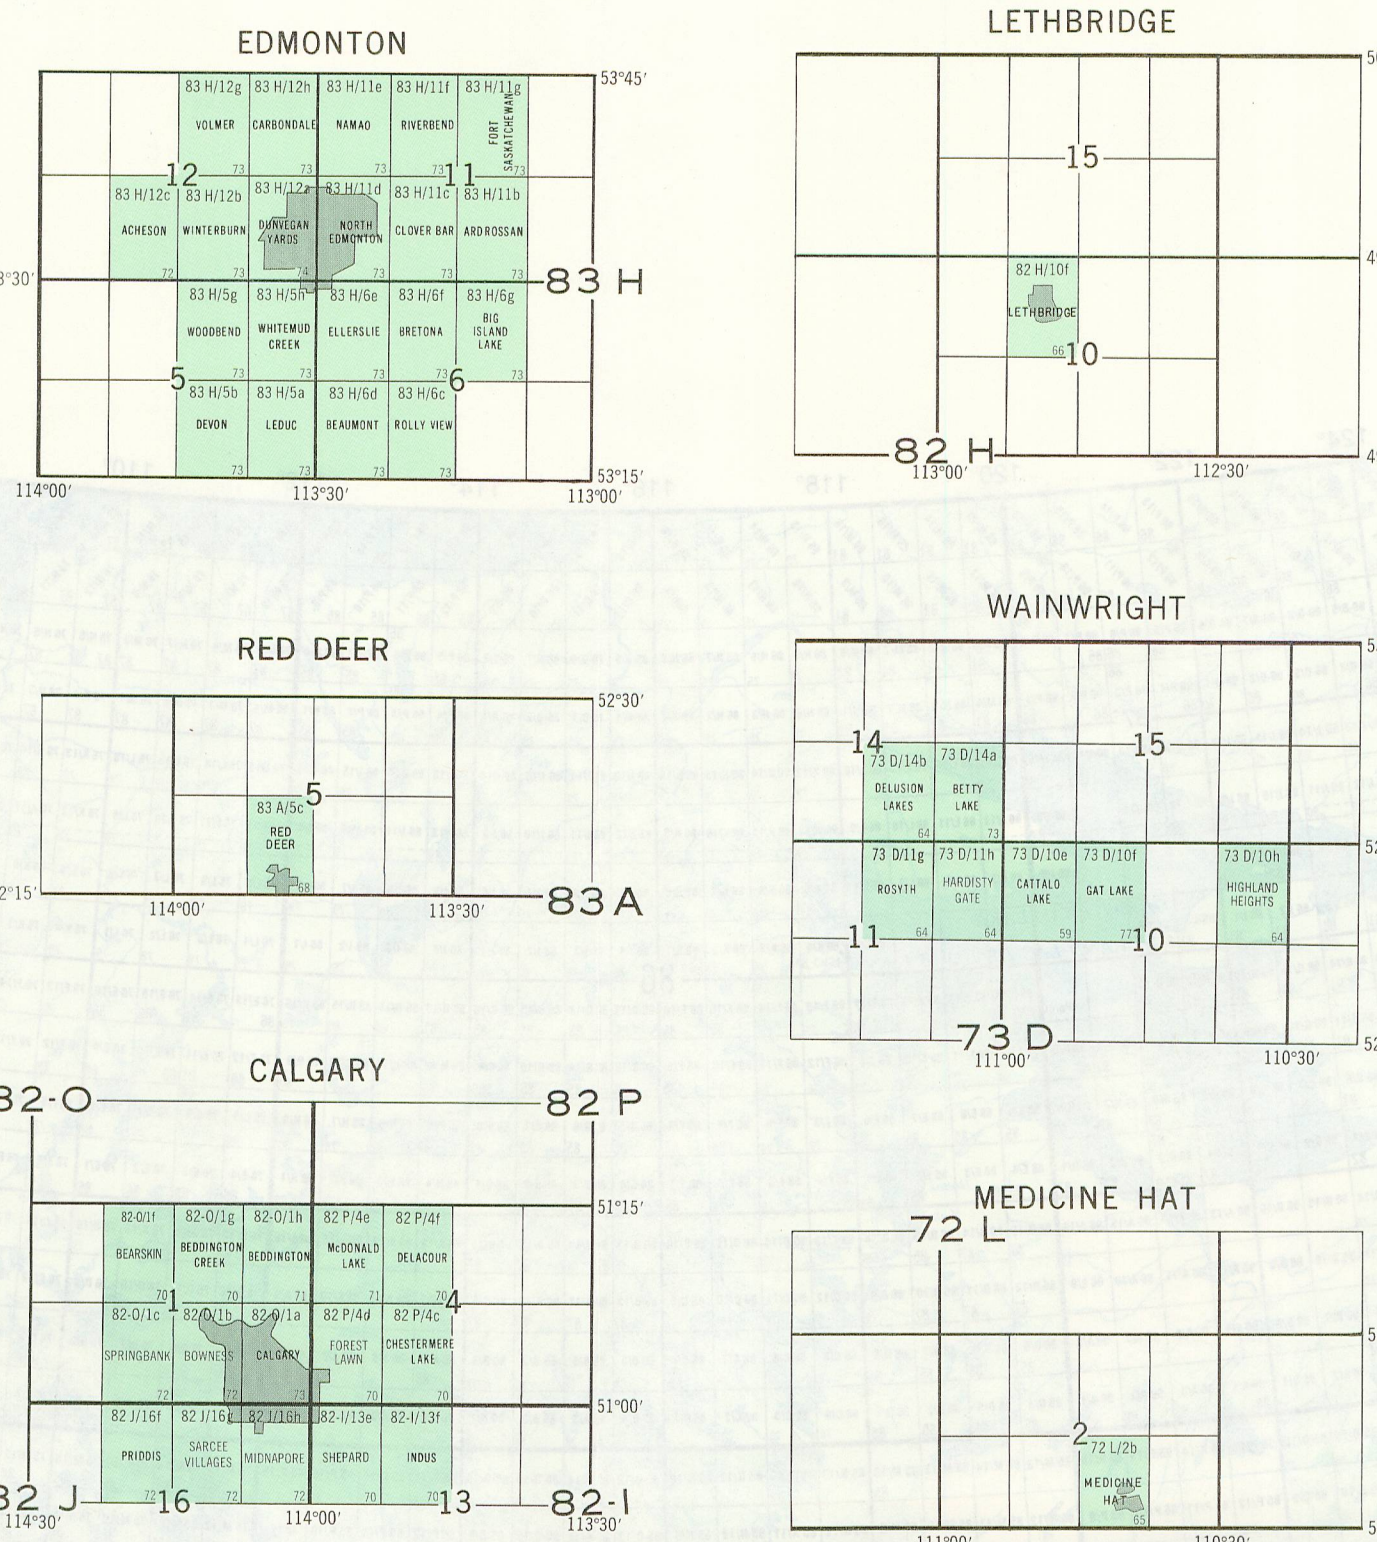 EDMONTON
53°45′
83 H/12g 83 H/12h 83 H/11e 83 H/11f 83 H/11g
VOLMER CARBONDALE NAMAO RIVERBEND FORT SASKATCHEWAN
73 73 73 73 73
12 11
83 H/12c 83 H/12b 83 H/12a 83 H/11d 83 H/11c 83 H/11b
ACHESON WINTERBURN DUNVEGAN YARDS NORTH EDMONTON CLOVER BAR ARDROSSAN
72 73 74 73 73 73
3°30′ 83 H
83 H/5g 83 H/5h 83 H/6e 83 H/6f 83 H/6g
WOODBEND WHITEMUD CREEK ELLERSLIE BRETONA BIG ISLAND LAKE
73 73 73 73 73
5 6
83 H/5b 83 H/5a 83 H/6d 83 H/6c
DEVON LEDUC BEAUMONT ROLLY VIEW
73 73 73 73
53°15′
114°00′ 113°30′ 113°00′
LETHBRIDGE
15
82 H/10f
LETHBRIDGE
66
10
82 H
113°00′ 112°30′
RED DEER
52°30′
5
83 A/5c
RED
DEER
68
2°15′ 83 A
114°00′ 113°30′
WAINWRIGHT
14 15
73 D/14b 73 D/14a
DELUSION LAKES BETTY LAKE
64 73
73 D/11g 73 D/11h 73 D/10e 73 D/10f 73 D/10h
ROSYTH HARDISTY GATE CATTALO LAKE GAT LAKE HIGHLAND HEIGHTS
64 64 59 77 64
11 10
73 D
111°00′ 110°30′
CALGARY
82-O 82 P
51°15′
82-O/1f 82-O/1g 82-O/1h 82 P/4e 82 P/4f
BEARSKIN BEDDINGTON CREEK BEDDINGTON McDONALD LAKE DELACOUR
70 70 71 71 70
1 4
82-O/1c 82-O/1b 82-O/1a 82 P/4d 82 P/4c
SPRINGBANK BOWNESS CALGARY FOREST LAWN CHESTERMERE LAKE
72 72 73 70 70
51°00′
82 J/16f 82 J/16g 82 J/16h 82-I/13e 82-I/13f
PRIDDIS SARCEE VILLAGES MIDNAPORE SHEPARD INDUS
72 72 72 70 70
82 J 16 13 82-I
114°30′ 114°00′ 113°30′
MEDICINE HAT
72 L
2
72 L/2b
MEDICINE
HAT
65